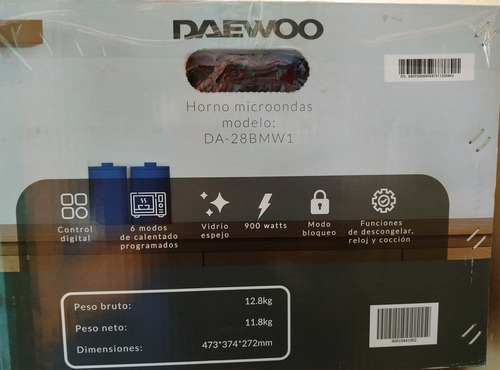 DAEWOO
Horno microondas
modelo:
DA-28BMW1
Control
digital
6 modos
de calentado
programados
Vidrio
espejo
900 watts
Modo
bloqueo
Funciones
de descongelar,
reloj y cocción
Peso bruto: 12.8kg
Peso neto: 11.8kg
Dimensiones: 473*374*272mm